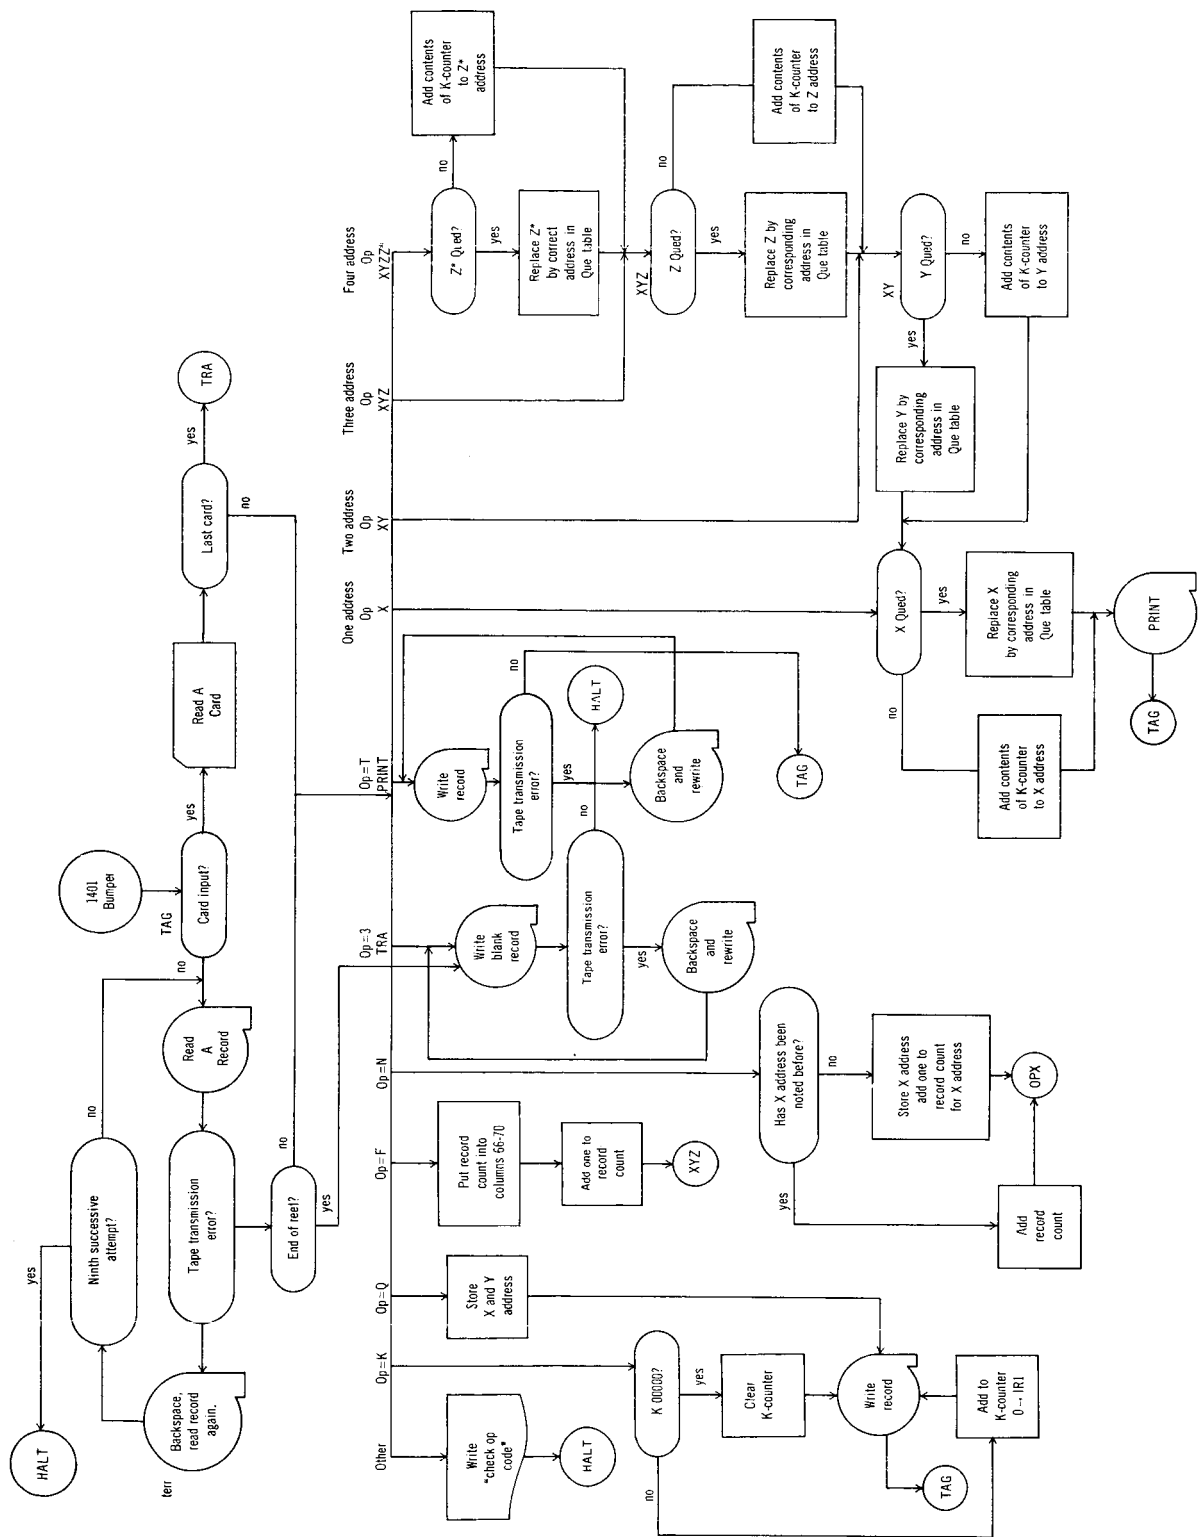 HALT
yes
Ninth successive
attempt?
no
terr
Backspace,
read record
again.
Tape transmission
error?
Read
A
Record
no
TAG
1401
Bumper
Card input?
yes
Read A
Card
Last card?
yes
TRA
no
End of reel?
no
yes
Other
Op=K
Op=Q
Op=F
Op=N
Op=3
TRA
Op=T
PRINT
One address
Op
X
Two address
Op
XY
Three address
Op
XYZ
Four address
Op
XYZZ*
Write
"check op
code"
HALT
K 00000?
yes
no
Clear
K-counter
Write
record
Add to
K-counter
0→IR1
TAG
Store
X and Y
address
Put record
count into
columns 66-70
Add one to
record
count
XYZ
Has X address been
noted before?
yes
no
Add
record
count
Store X address
add one to
record count
for X address
OPX
Write
blank
record
Tape transmission
error?
no
HALT
yes
Backspace
and
rewrite
Write
record
Tape transmission
error?
no
yes
Backspace
and
rewrite
TAG
Z* Qued?
no
Add contents
of K-counter
to Z*
address
yes
Replace Z*
by correct
address in
Que table
XYZ
Z Qued?
no
Add contents
of K-counter
to Z address
yes
Replace Z by
corresponding
address in
Que table
XY
Y Qued?
no
Add contents
of K-counter
to Y address
yes
Replace Y by
corresponding
address in
Que table
X Qued?
no
Add contents
of K-counter
to X address
yes
Replace X
by corresponding
address in
Que table
PRINT
TAG